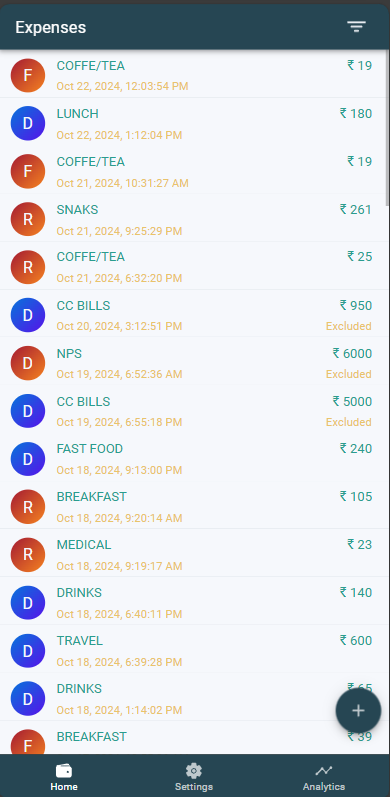 Expenses
F COFFE/TEA ₹ 19
Oct 22, 2024, 12:03:54 PM
D LUNCH ₹ 180
Oct 22, 2024, 1:12:04 PM
F COFFE/TEA ₹ 19
Oct 21, 2024, 10:31:27 AM
R SNAKS ₹ 261
Oct 21, 2024, 9:25:29 PM
R COFFE/TEA ₹ 25
Oct 21, 2024, 6:32:20 PM
D CC BILLS ₹ 950
Oct 20, 2024, 3:12:51 PM Excluded
D NPS ₹ 6000
Oct 19, 2024, 6:52:36 AM Excluded
D CC BILLS ₹ 5000
Oct 19, 2024, 6:55:18 PM Excluded
D FAST FOOD ₹ 240
Oct 18, 2024, 9:13:00 PM
R BREAKFAST ₹ 105
Oct 18, 2024, 9:20:14 AM
R MEDICAL ₹ 23
Oct 18, 2024, 9:19:17 AM
D DRINKS ₹ 140
Oct 18, 2024, 6:40:11 PM
D TRAVEL ₹ 600
Oct 18, 2024, 6:39:28 PM
D DRINKS ₹ 65
Oct 18, 2024, 1:14:02 PM
F BREAKFAST ₹ 39
Home Settings Analytics